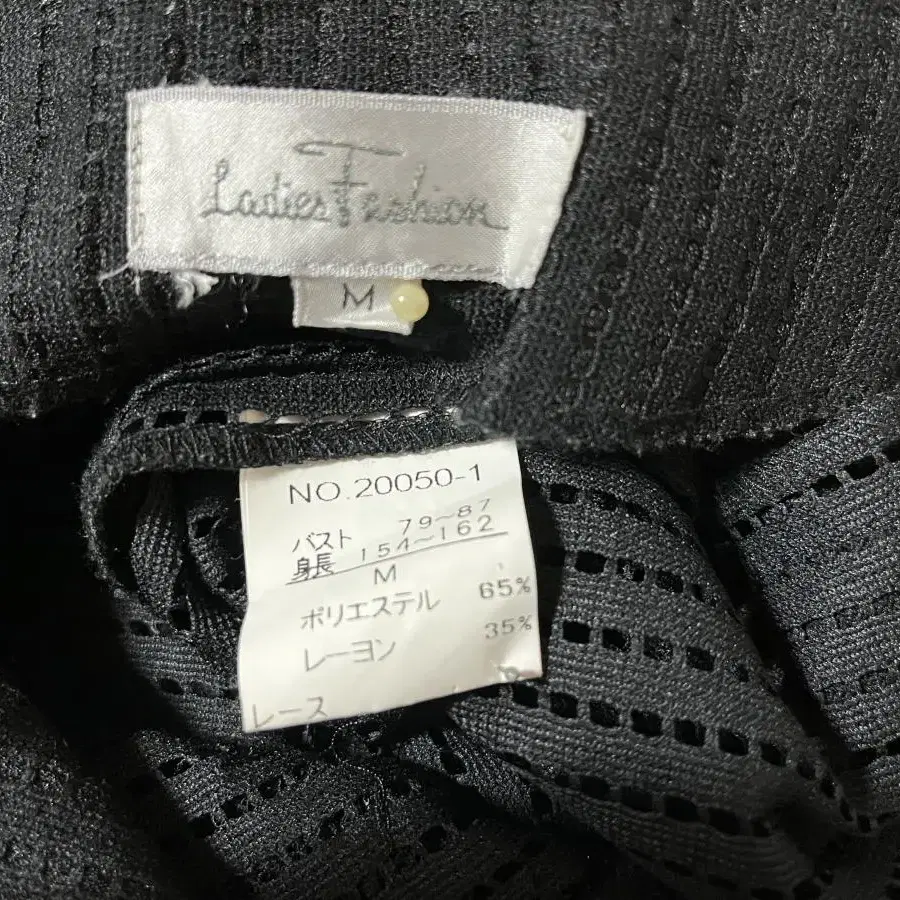 Ladies Fashion
M
NO.20050-1
バスト 79~87
身長 154~162
M
ポリエステル 65%
レーヨン 35%
レース